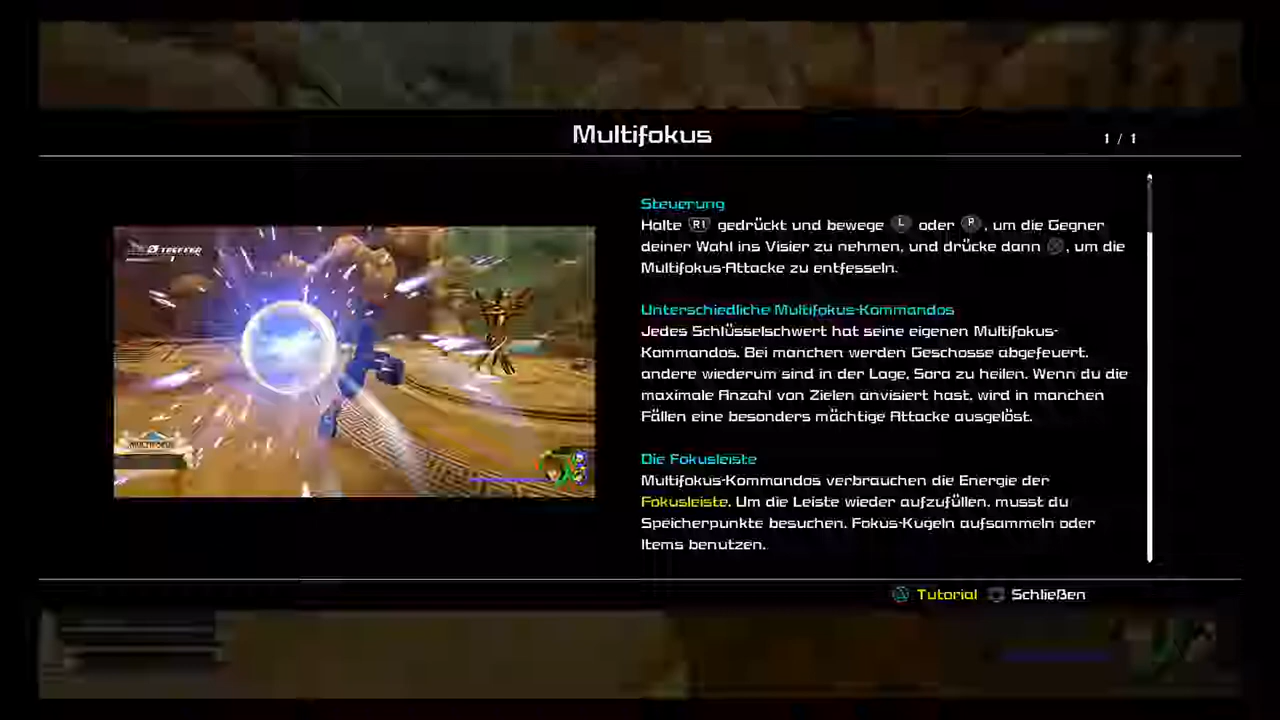 Multifokus
1 / 1
Steuerung
Halte R1 gedrückt und bewege L oder R, um die Gegner
deiner Wahl ins Visier zu nehmen, und drücke dann , um die
Multifokus-Attacke zu entfesseln.
Unterschiedliche Multifokus-Kommandos
Jedes Schlüsselschwert hat seine eigenen Multifokus-
Kommandos. Bei manchen werden Geschosse abgefeuert,
andere wiederum sind in der Lage, Sora zu heilen. Wenn du die
maximale Anzahl von Zielen anvisiert hast, wird in manchen
Fällen eine besonders mächtige Attacke ausgelöst.
Die Fokusleiste
Multifokus-Kommandos verbrauchen die Energie der
Fokusleiste. Um die Leiste wieder aufzufüllen, musst du
Speicherpunkte besuchen, Fokus-Kugeln aufsammeln oder
Items benutzen.
TREFFER
MULTIFOKUS
Tutorial Schließen